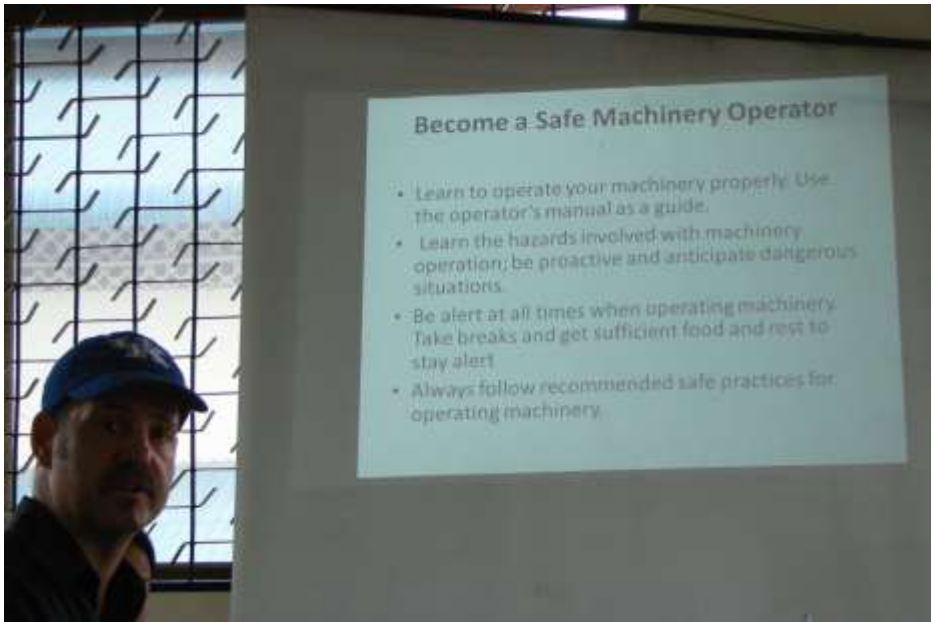 Become a Safe Machinery Operator
• Learn to operate your machinery properly. Use
the operator's manual as a guide.
• Learn the hazards involved with machinery
operation; be proactive and anticipate dangerous
situations.
• Be alert at all times when operating machinery.
Take breaks and get sufficient food and rest to
stay alert
• Always follow recommended safe practices for
operating machinery.